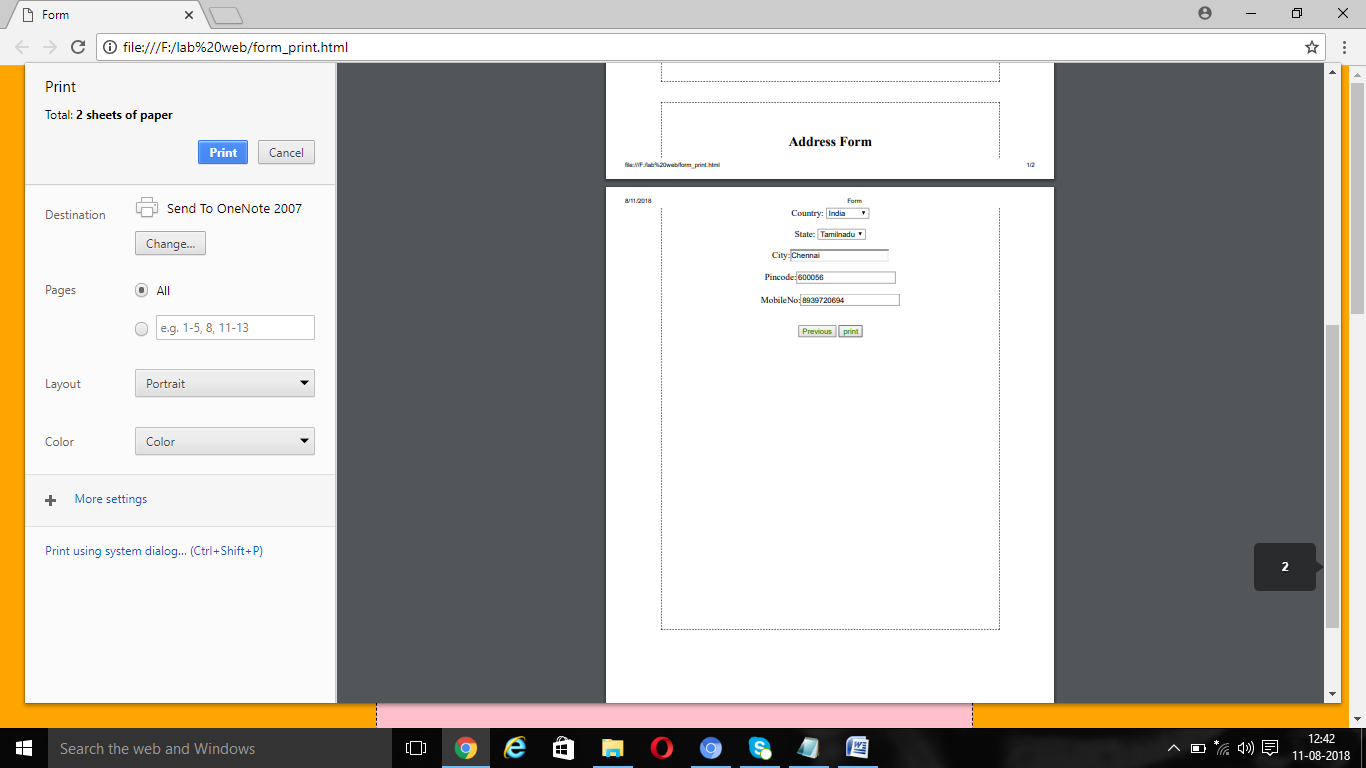 Form
file:///F:/lab%20web/form_print.html
Print
Total: 2 sheets of paper
Print Cancel
Destination Send To OneNote 2007
Change...
Pages All
e.g. 1-5, 8, 11-13
Layout Portrait
Color Color
More settings
Print using system dialog... (Ctrl+Shift+P)
Address Form
file:///F:/lab%20web/form_print.html 1/2
8/11/2018 Form
Country: India
State: Tamilnadu
City: Chennai
Pincode: 600056
MobileNo: 8939720694
Previous print
2
Search the web and Windows
12:42
11-08-2018